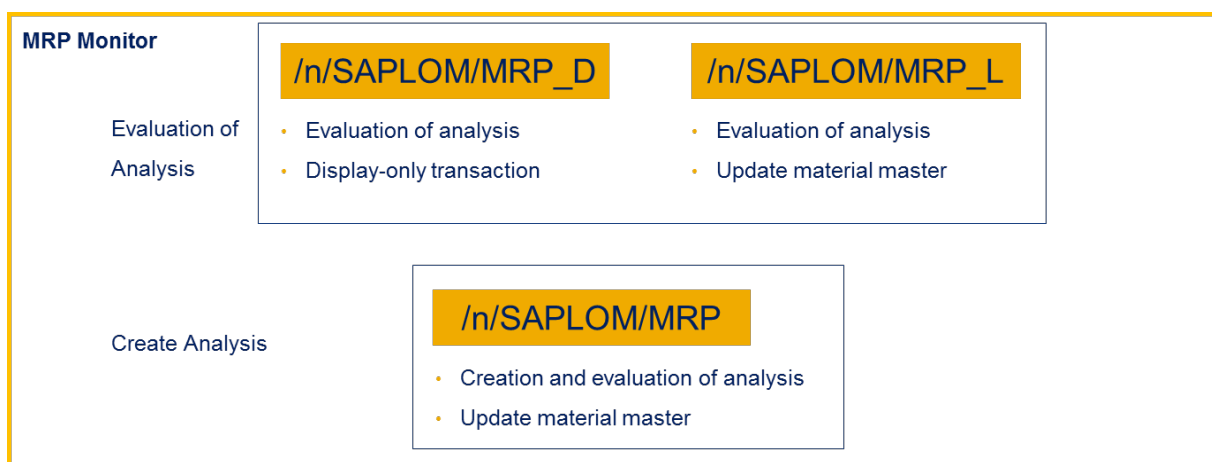 MRP Monitor
/n/SAPLOM/MRP_D
/n/SAPLOM/MRP_L
Evaluation of
Analysis
• Evaluation of analysis
• Display-only transaction
• Evaluation of analysis
• Update material master
/n/SAPLOM/MRP
Create Analysis
• Creation and evaluation of analysis
• Update material master